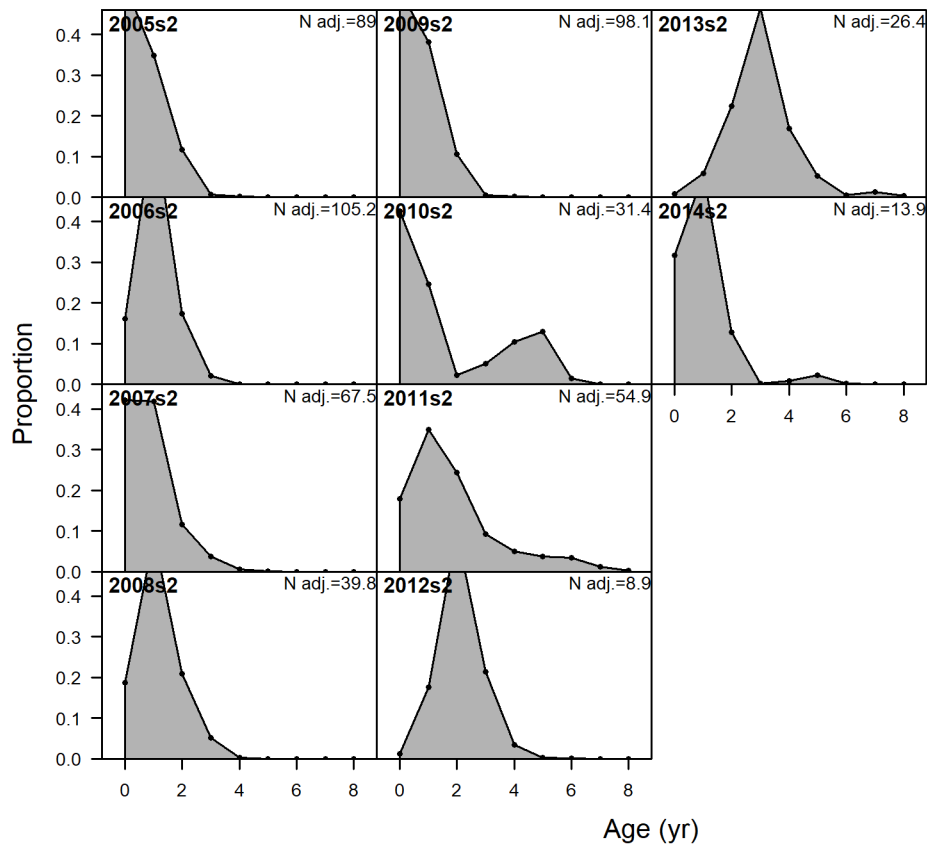 2005s2 N adj.=89 2009s2 N adj.=98.1 2013s2 N adj.=26.4
0.4
0.3
0.2
0.1
0.0
2006s2 N adj.=105.2 2010s2 N adj.=31.4 2014s2 N adj.=13.9
0.4
0.3
0.2
0.1
0.0
0 2 4 6 8
2007s2 N adj.=67.5 2011s2 N adj.=54.9
0.4
0.3
0.2
0.1
0.0
2008s2 N adj.=39.8 2012s2 N adj.=8.9
0.4
0.3
0.2
0.1
0.0
0 2 4 6 8 0 2 4 6 8
Proportion
Age (yr)